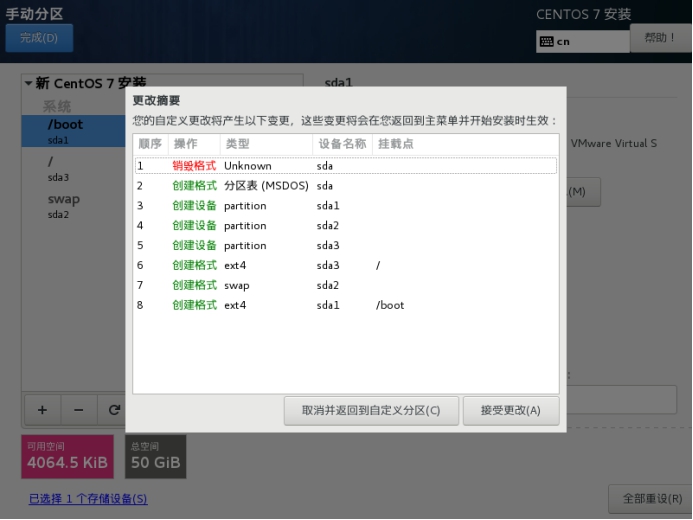 手动分区
CENTOS 7 安装
完成(D)
cn
帮助！
新 CentOS 7 安装
sda1
系统
/boot
sda1
/
sda3
swap
sda2
VMware Virtual S
(M)
更改摘要
您的自定义更改将产生以下变更，这些变更将会在您返回到主菜单并开始安装时生效：
顺序 操作 类型 设备名称 挂载点
1 销毁格式 Unknown sda
2 创建格式 分区表 (MSDOS) sda
3 创建设备 partition sda1
4 创建设备 partition sda2
5 创建设备 partition sda3
6 创建格式 ext4 sda3 /
7 创建格式 swap sda2
8 创建格式 ext4 sda1 /boot
取消并返回到自定义分区(C)
接受更改(A)
可用空间
4064.5 KiB
总空间
50 GiB
已选择 1 个存储设备(S)
全部重设(R)